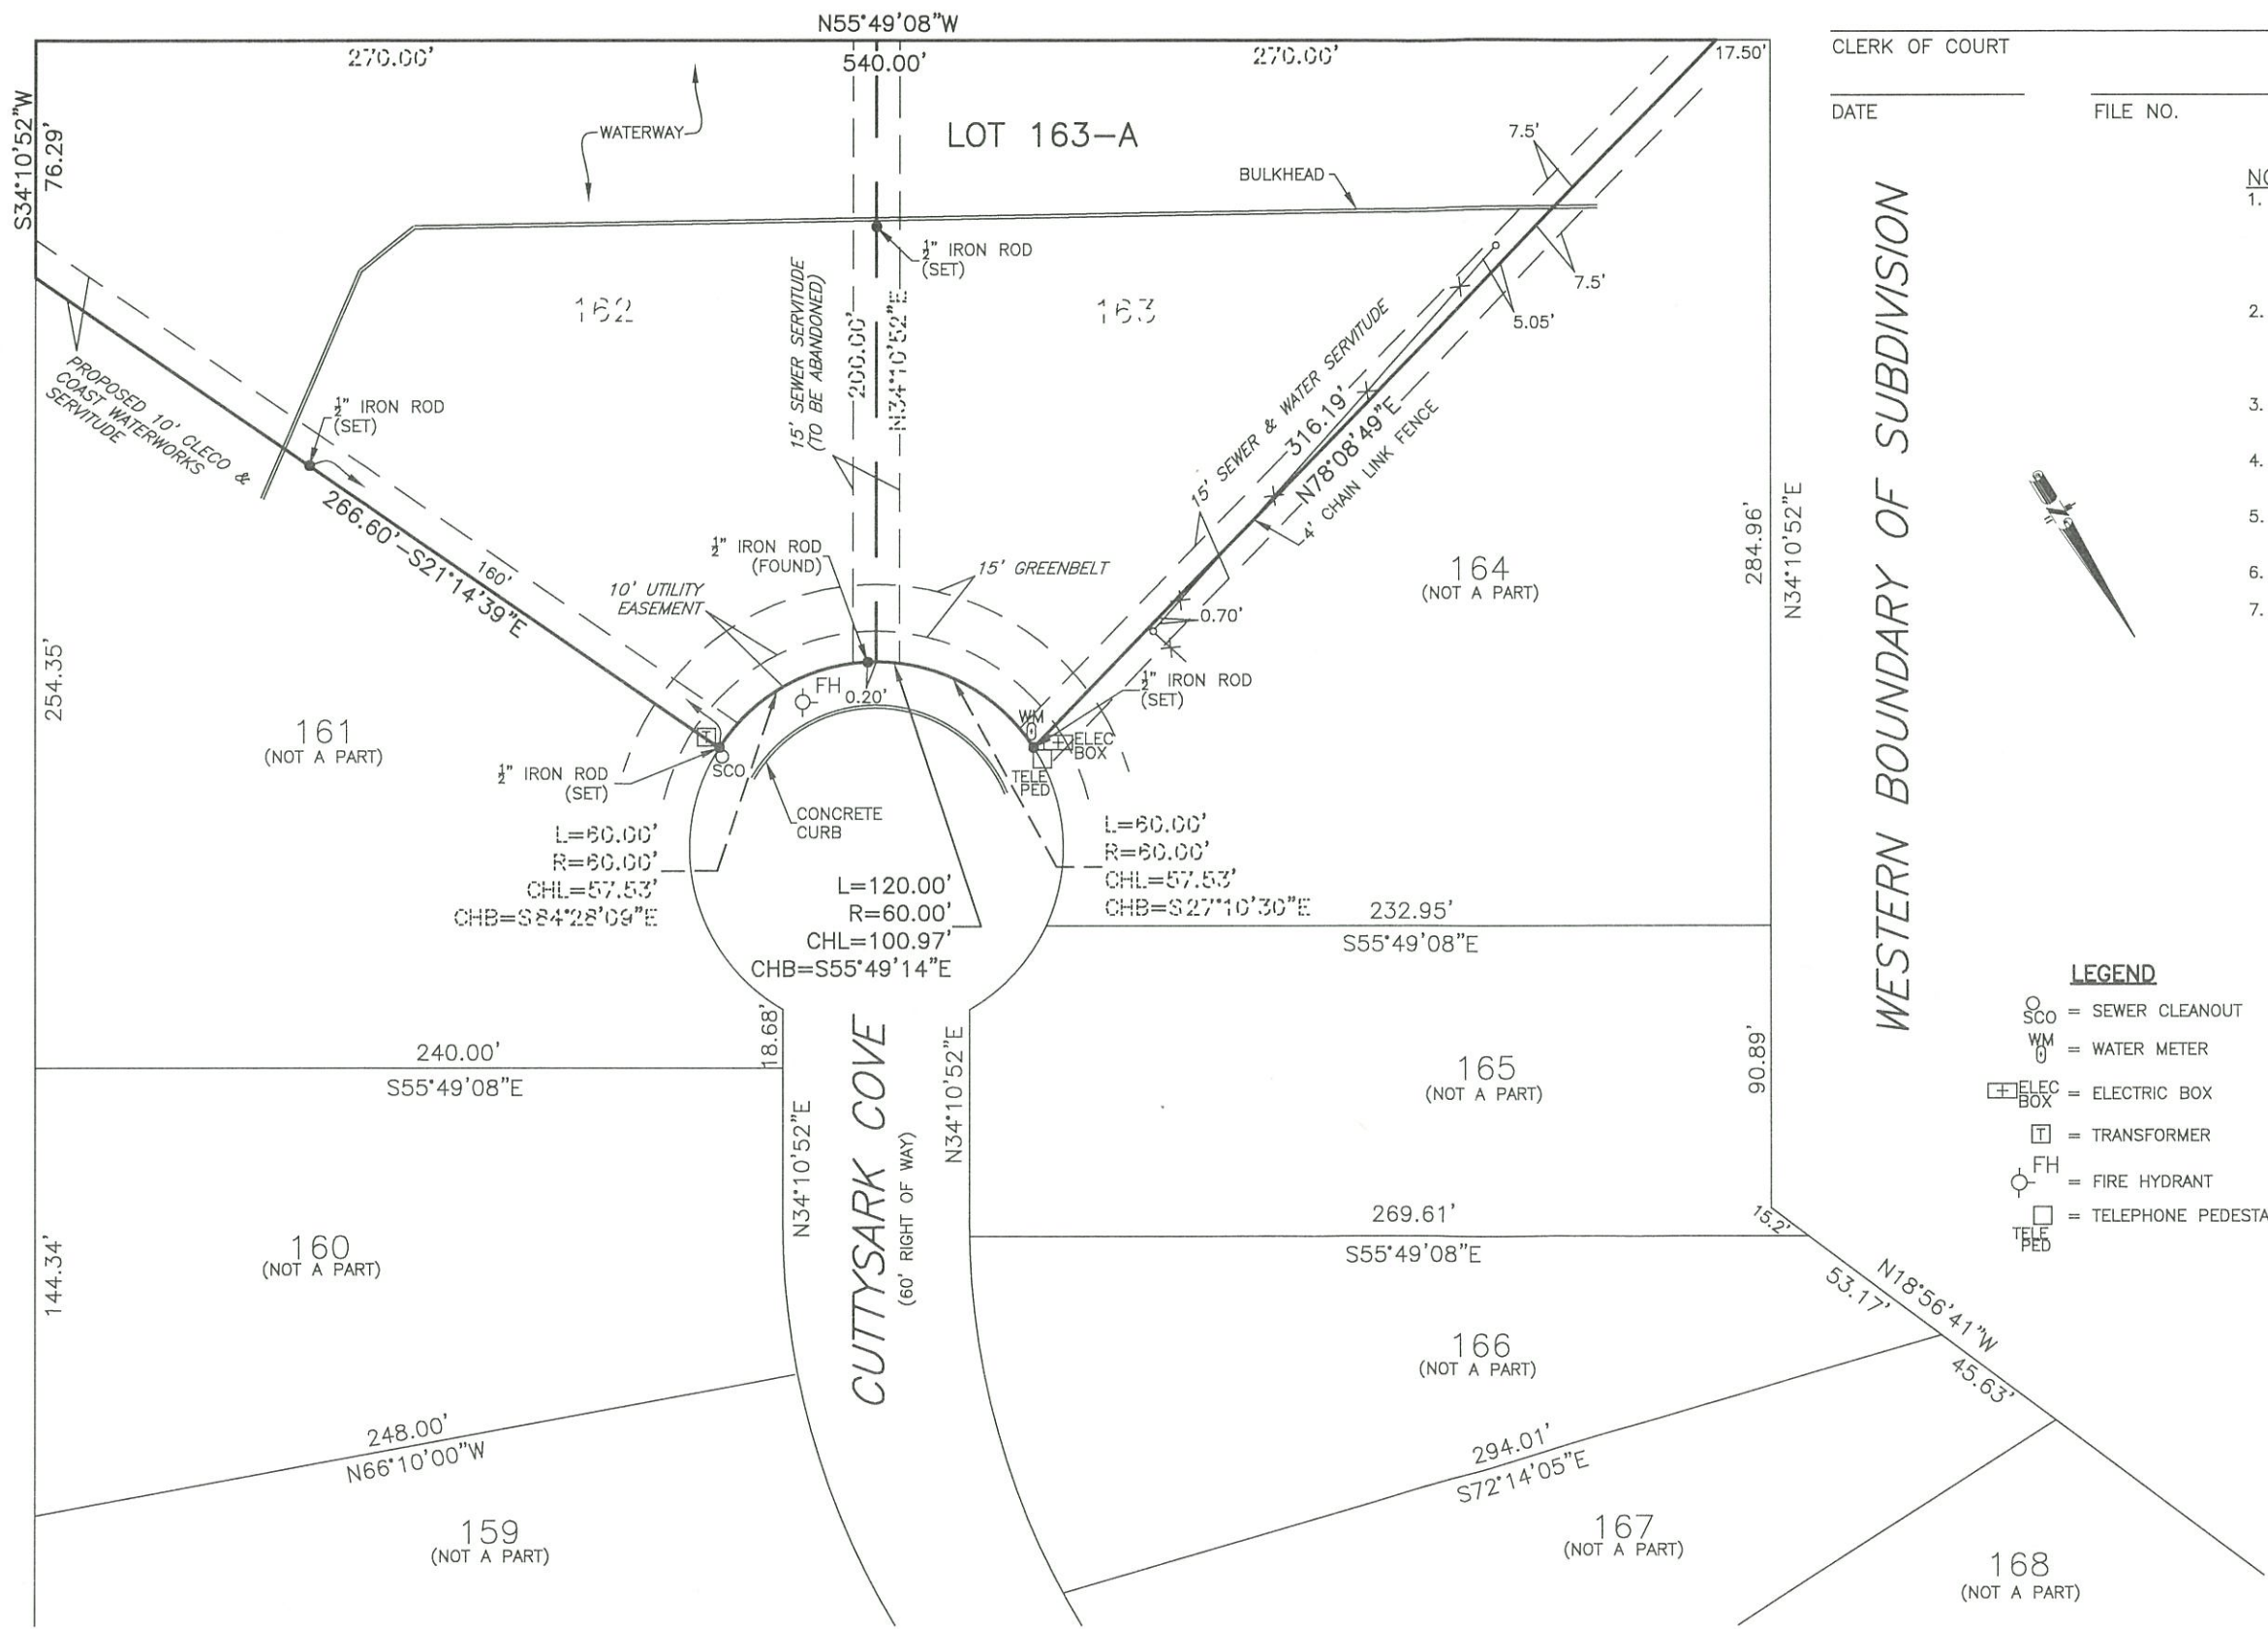 N55°49'08"W
270.00'
540.00'
270.00'
17.50'
CLERK OF COURT
DATE
FILE NO.
S34°10'52"W
76.29'
WATERWAY
LOT 163-A
7.5'
BULKHEAD
1.
2.
3.
4.
5.
6.
7.
½" IRON ROD
(SET)
7.5'
5.05'
162
163
15' SEWER SERVITUDE
(TO BE ABANDONED)
200.00'
N34°10'52"E
15' SEWER & WATER SERVITUDE
316.19'
N78°08'49"E
4' CHAIN LINK FENCE
WESTERN BOUNDARY OF SUBDIVISION
PROPOSED 10' CLECO &
COAST WATERWORKS
SERVITUDE
½" IRON ROD
(SET)
266.60'-S21°14'39"E
160'
½" IRON ROD
(FOUND)
10' UTILITY
EASEMENT
15' GREENBELT
164
(NOT A PART)
284.96'
N34°10'52"E
0.70'
½" IRON ROD
(SET)
254.35'
161
(NOT A PART)
FH
0.20'
WM
ELEC
BOX
TELE
PED
T
SCO
½" IRON ROD
(SET)
CONCRETE
CURB
L=60.00'
R=60.00'
CHL=57.53'
CHB=S84°28'09"E
L=120.00'
R=60.00'
CHL=100.97'
CHB=S55°49'14"E
L=60.00'
R=60.00'
CHL=57.53'
CHB=S27°10'30"E
232.95'
S55°49'08"E
18.68'
240.00'
S55°49'08"E
N34°10'52"E
CUTTYSARK COVE
(60' RIGHT OF WAY)
N34°10'52"E
165
(NOT A PART)
90.89'
LEGEND
SCO = SEWER CLEANOUT
WM = WATER METER
ELEC
BOX = ELECTRIC BOX
T = TRANSFORMER
FH = FIRE HYDRANT
TELE
PED = TELEPHONE PEDESTA
269.61'
S55°49'08"E
15.2'
160
(NOT A PART)
144.34'
53.17'
N18°56'41"W
45.63'
166
(NOT A PART)
248.00'
N66°10'00"W
294.01'
S72°14'05"E
159
(NOT A PART)
167
(NOT A PART)
168
(NOT A PART)